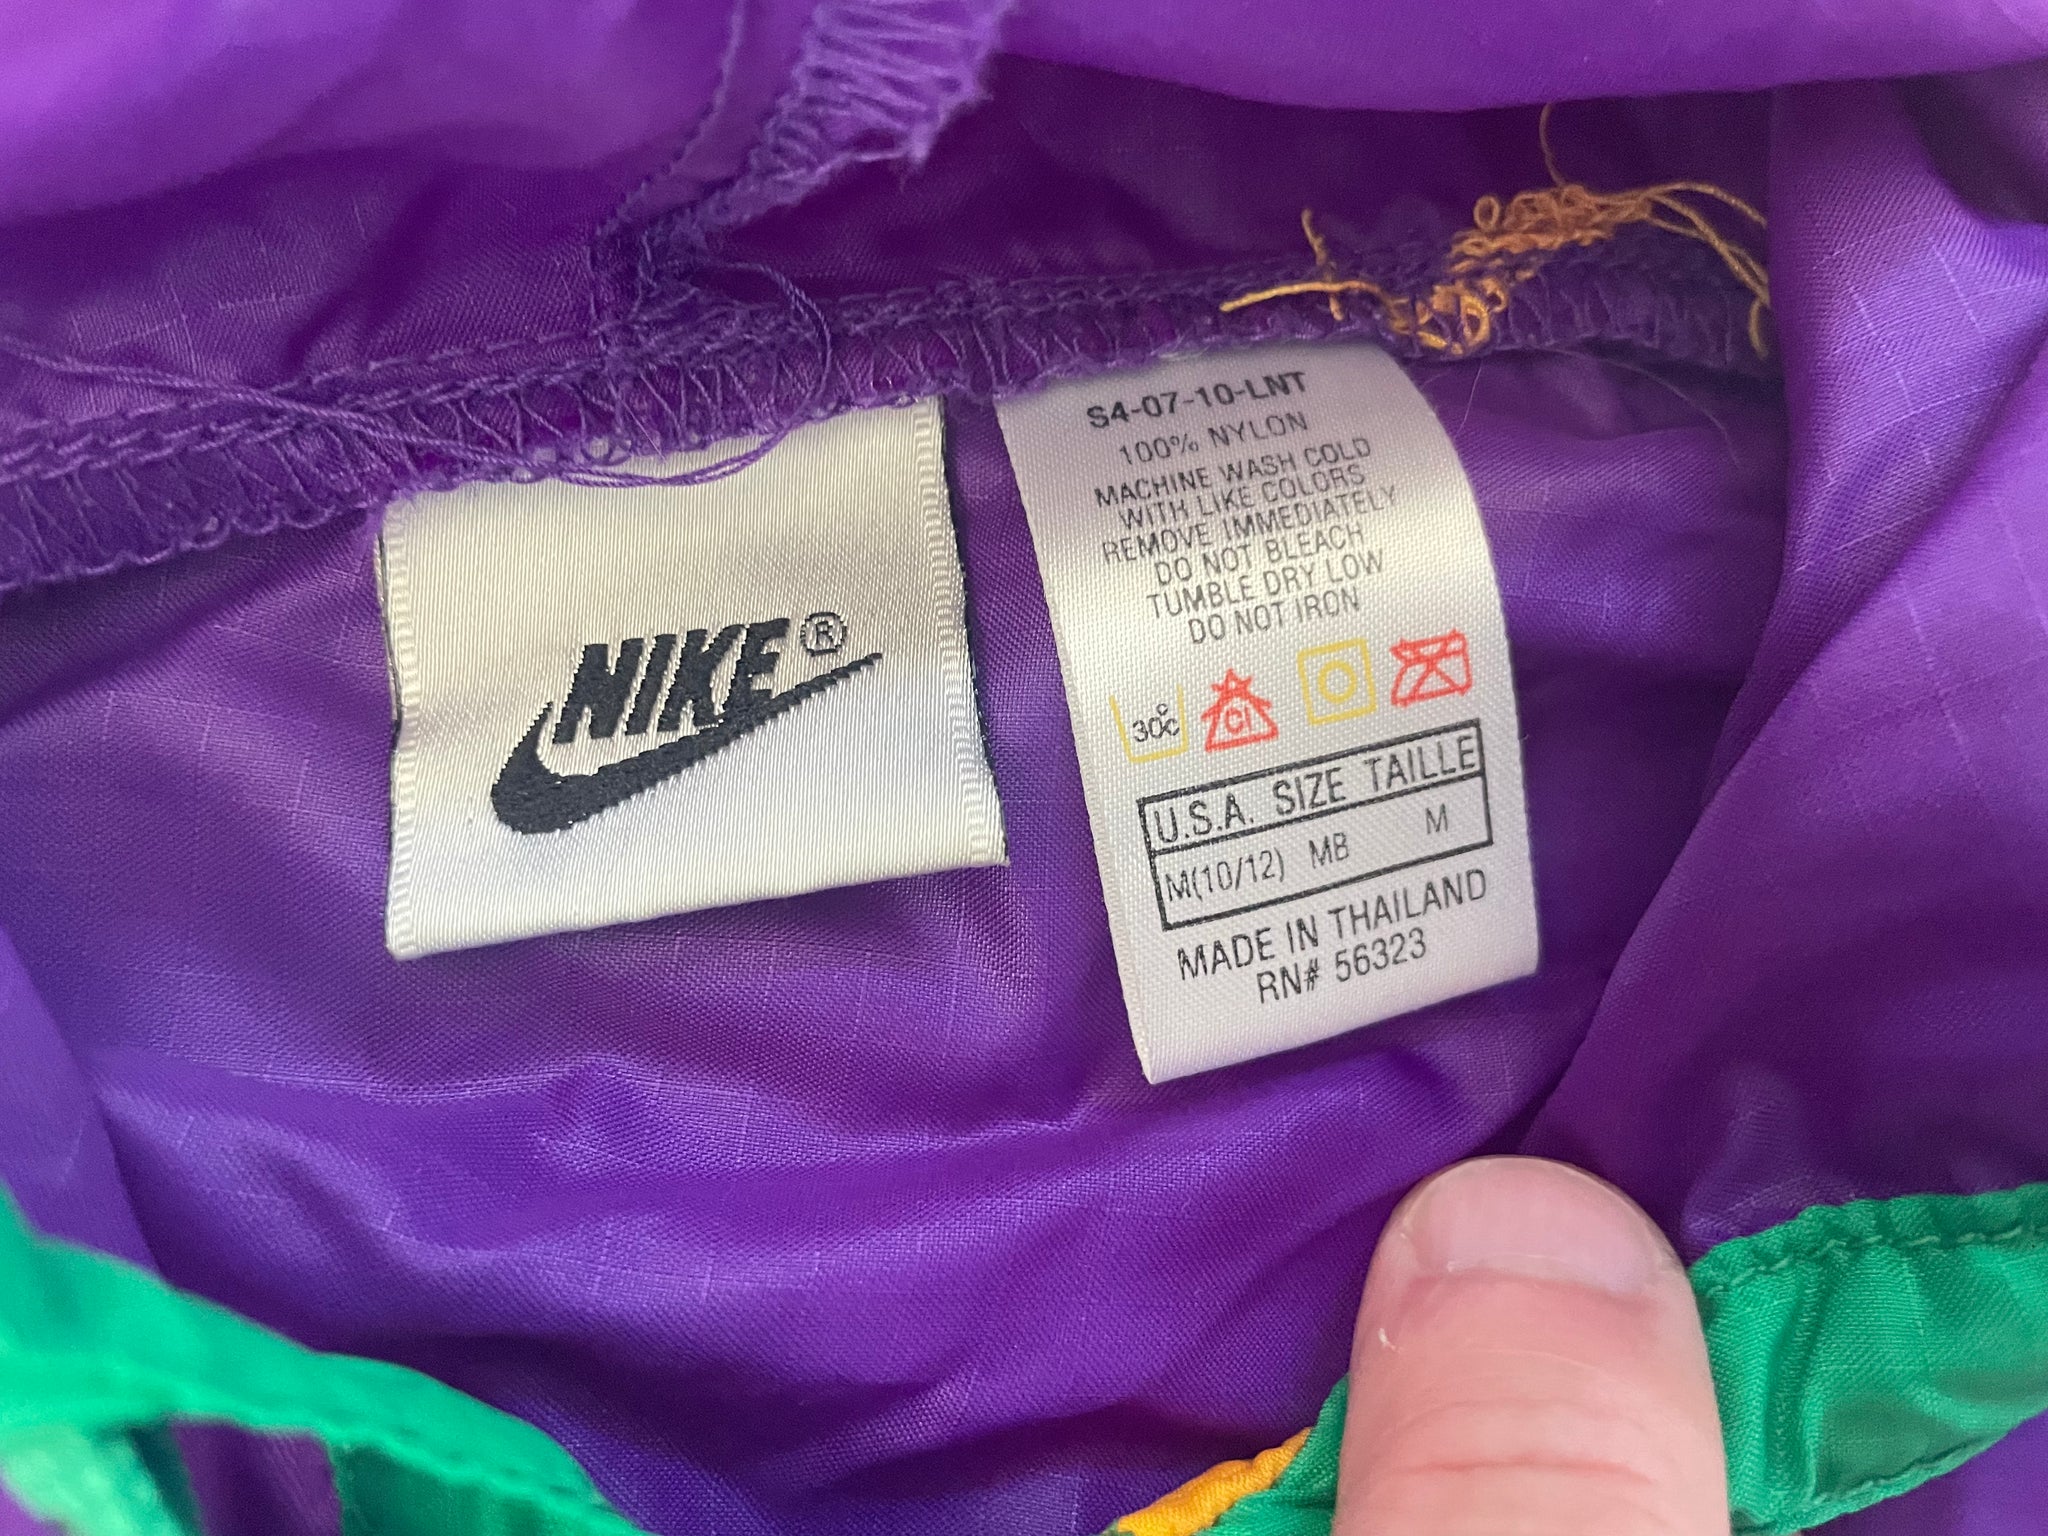 NIKE®
S4-07-10-LNT
100% NYLON
MACHINE WASH COLD
WITH LIKE COLORS
REMOVE IMMEDIATELY
DO NOT BLEACH
TUMBLE DRY LOW
DO NOT IRON
30°C Cl
U.S.A. SIZE TAILLE
M(10/12) MB M
MADE IN THAILAND
RN# 56323